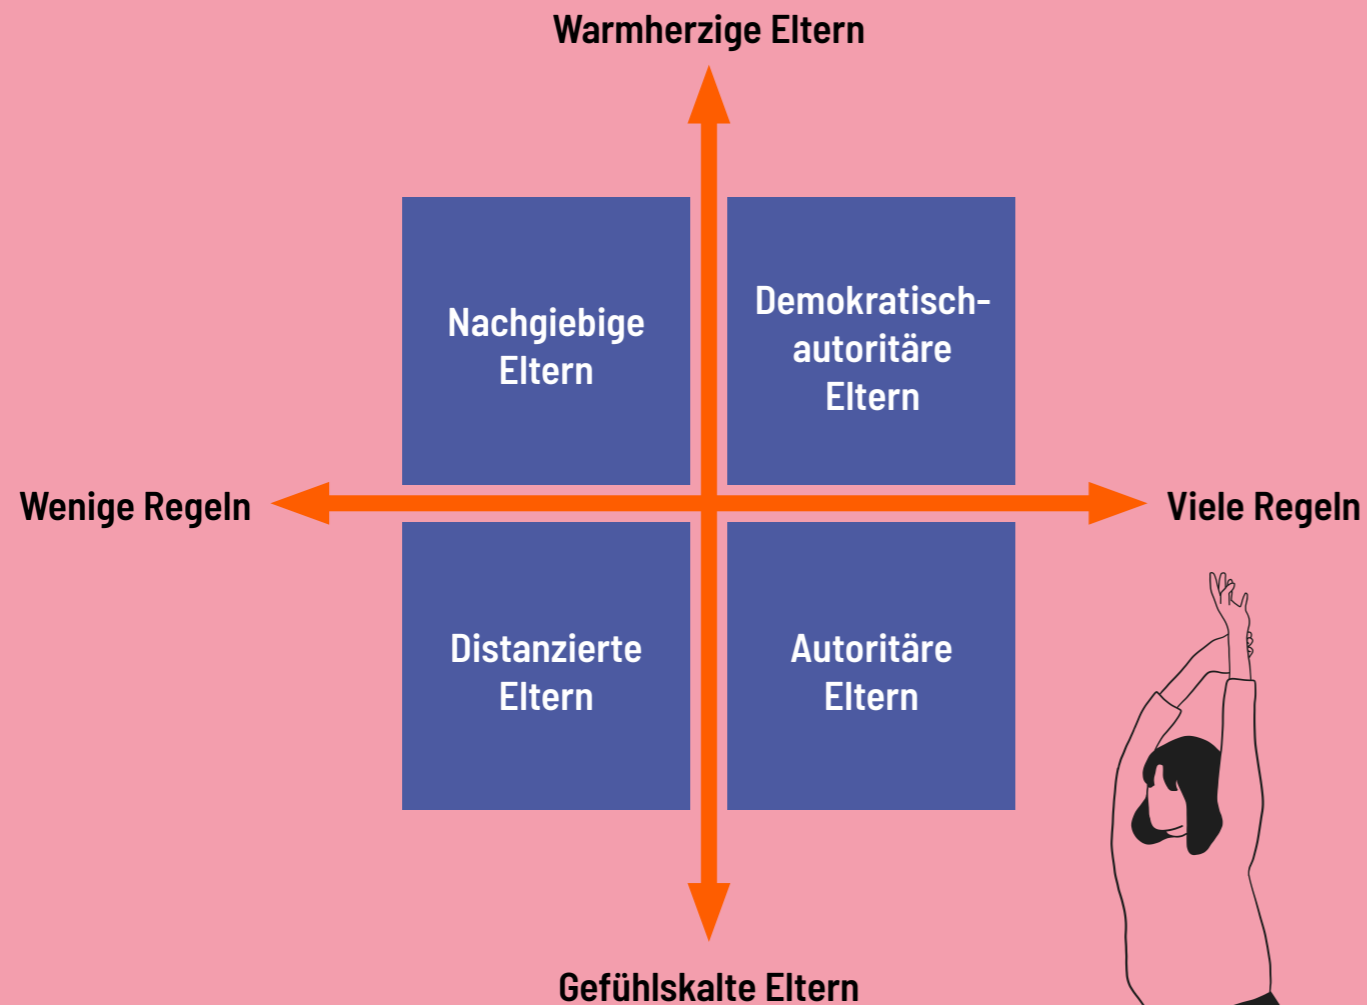 Warmherzige Eltern
Nachgiebige
Eltern
Demokratisch-
autoritäre
Eltern
Wenige Regeln
Viele Regeln
Distanzierte
Eltern
Autoritäre
Eltern
Gefühlskalte Eltern